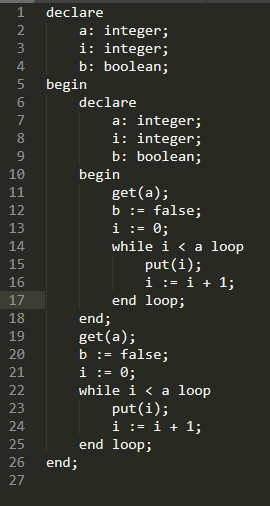 1 declare
2     a: integer;
3     i: integer;
4     b: boolean;
5 begin
6     declare
7         a: integer;
8         i: integer;
9         b: boolean;
10     begin
11         get(a);
12         b := false;
13         i := 0;
14         while i < a loop
15             put(i);
16             i := i + 1;
17         end loop;
18     end;
19     get(a);
20     b := false;
21     i := 0;
22     while i < a loop
23         put(i);
24         i := i + 1;
25     end loop;
26 end;
27